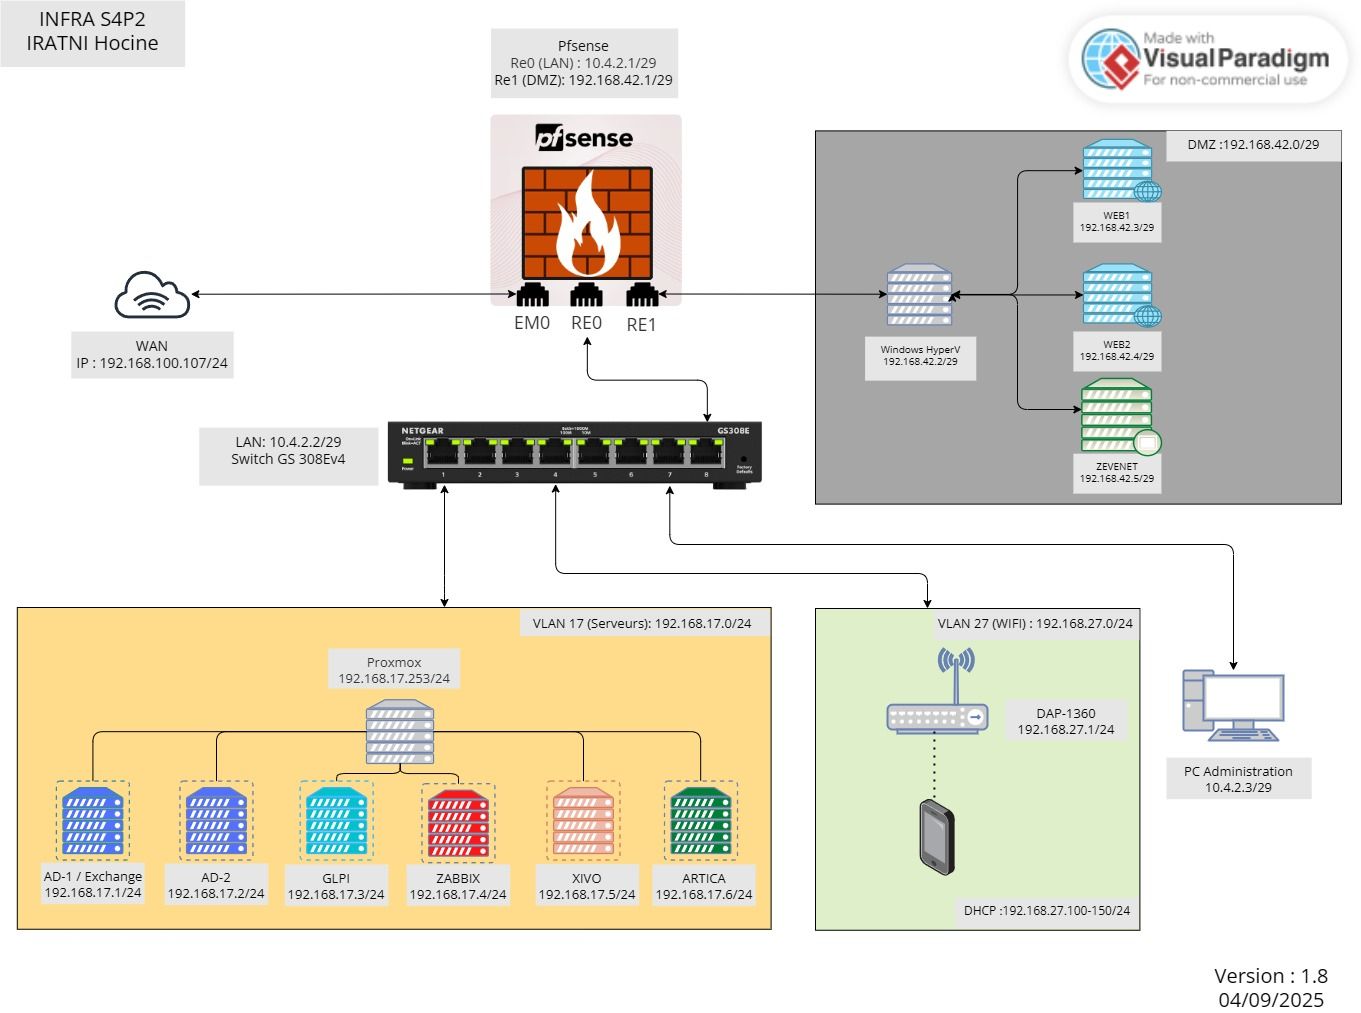 INFRA S4P2
IRATNI Hocine
Made with
Visual Paradigm
For non-commercial use
Pfsense
Re0 (LAN) : 10.4.2.1/29
Re1 (DMZ): 192.168.42.1/29
pfsense
EM0
RE0
RE1
WAN
IP : 192.168.100.107/24
DMZ :192.168.42.0/29
WEB1
192.168.42.3/29
Windows HyperV
192.168.42.2/29
WEB2
192.168.42.4/29
ZEVENET
192.168.42.5/29
LAN: 10.4.2.2/29
Switch GS 308Ev4
NETGEAR
GS308E
Power
Factory
Defaults
1 2 3 4 5 6 7 8
VLAN 17 (Serveurs): 192.168.17.0/24
Proxmox
192.168.17.253/24
AD-1 / Exchange
192.168.17.1/24
AD-2
192.168.17.2/24
GLPI
192.168.17.3/24
ZABBIX
192.168.17.4/24
XIVO
192.168.17.5/24
ARTICA
192.168.17.6/24
VLAN 27 (WIFI) : 192.168.27.0/24
DAP-1360
192.168.27.1/24
DHCP :192.168.27.100-150/24
PC Administration
10.4.2.3/29
Version : 1.8
04/09/2025